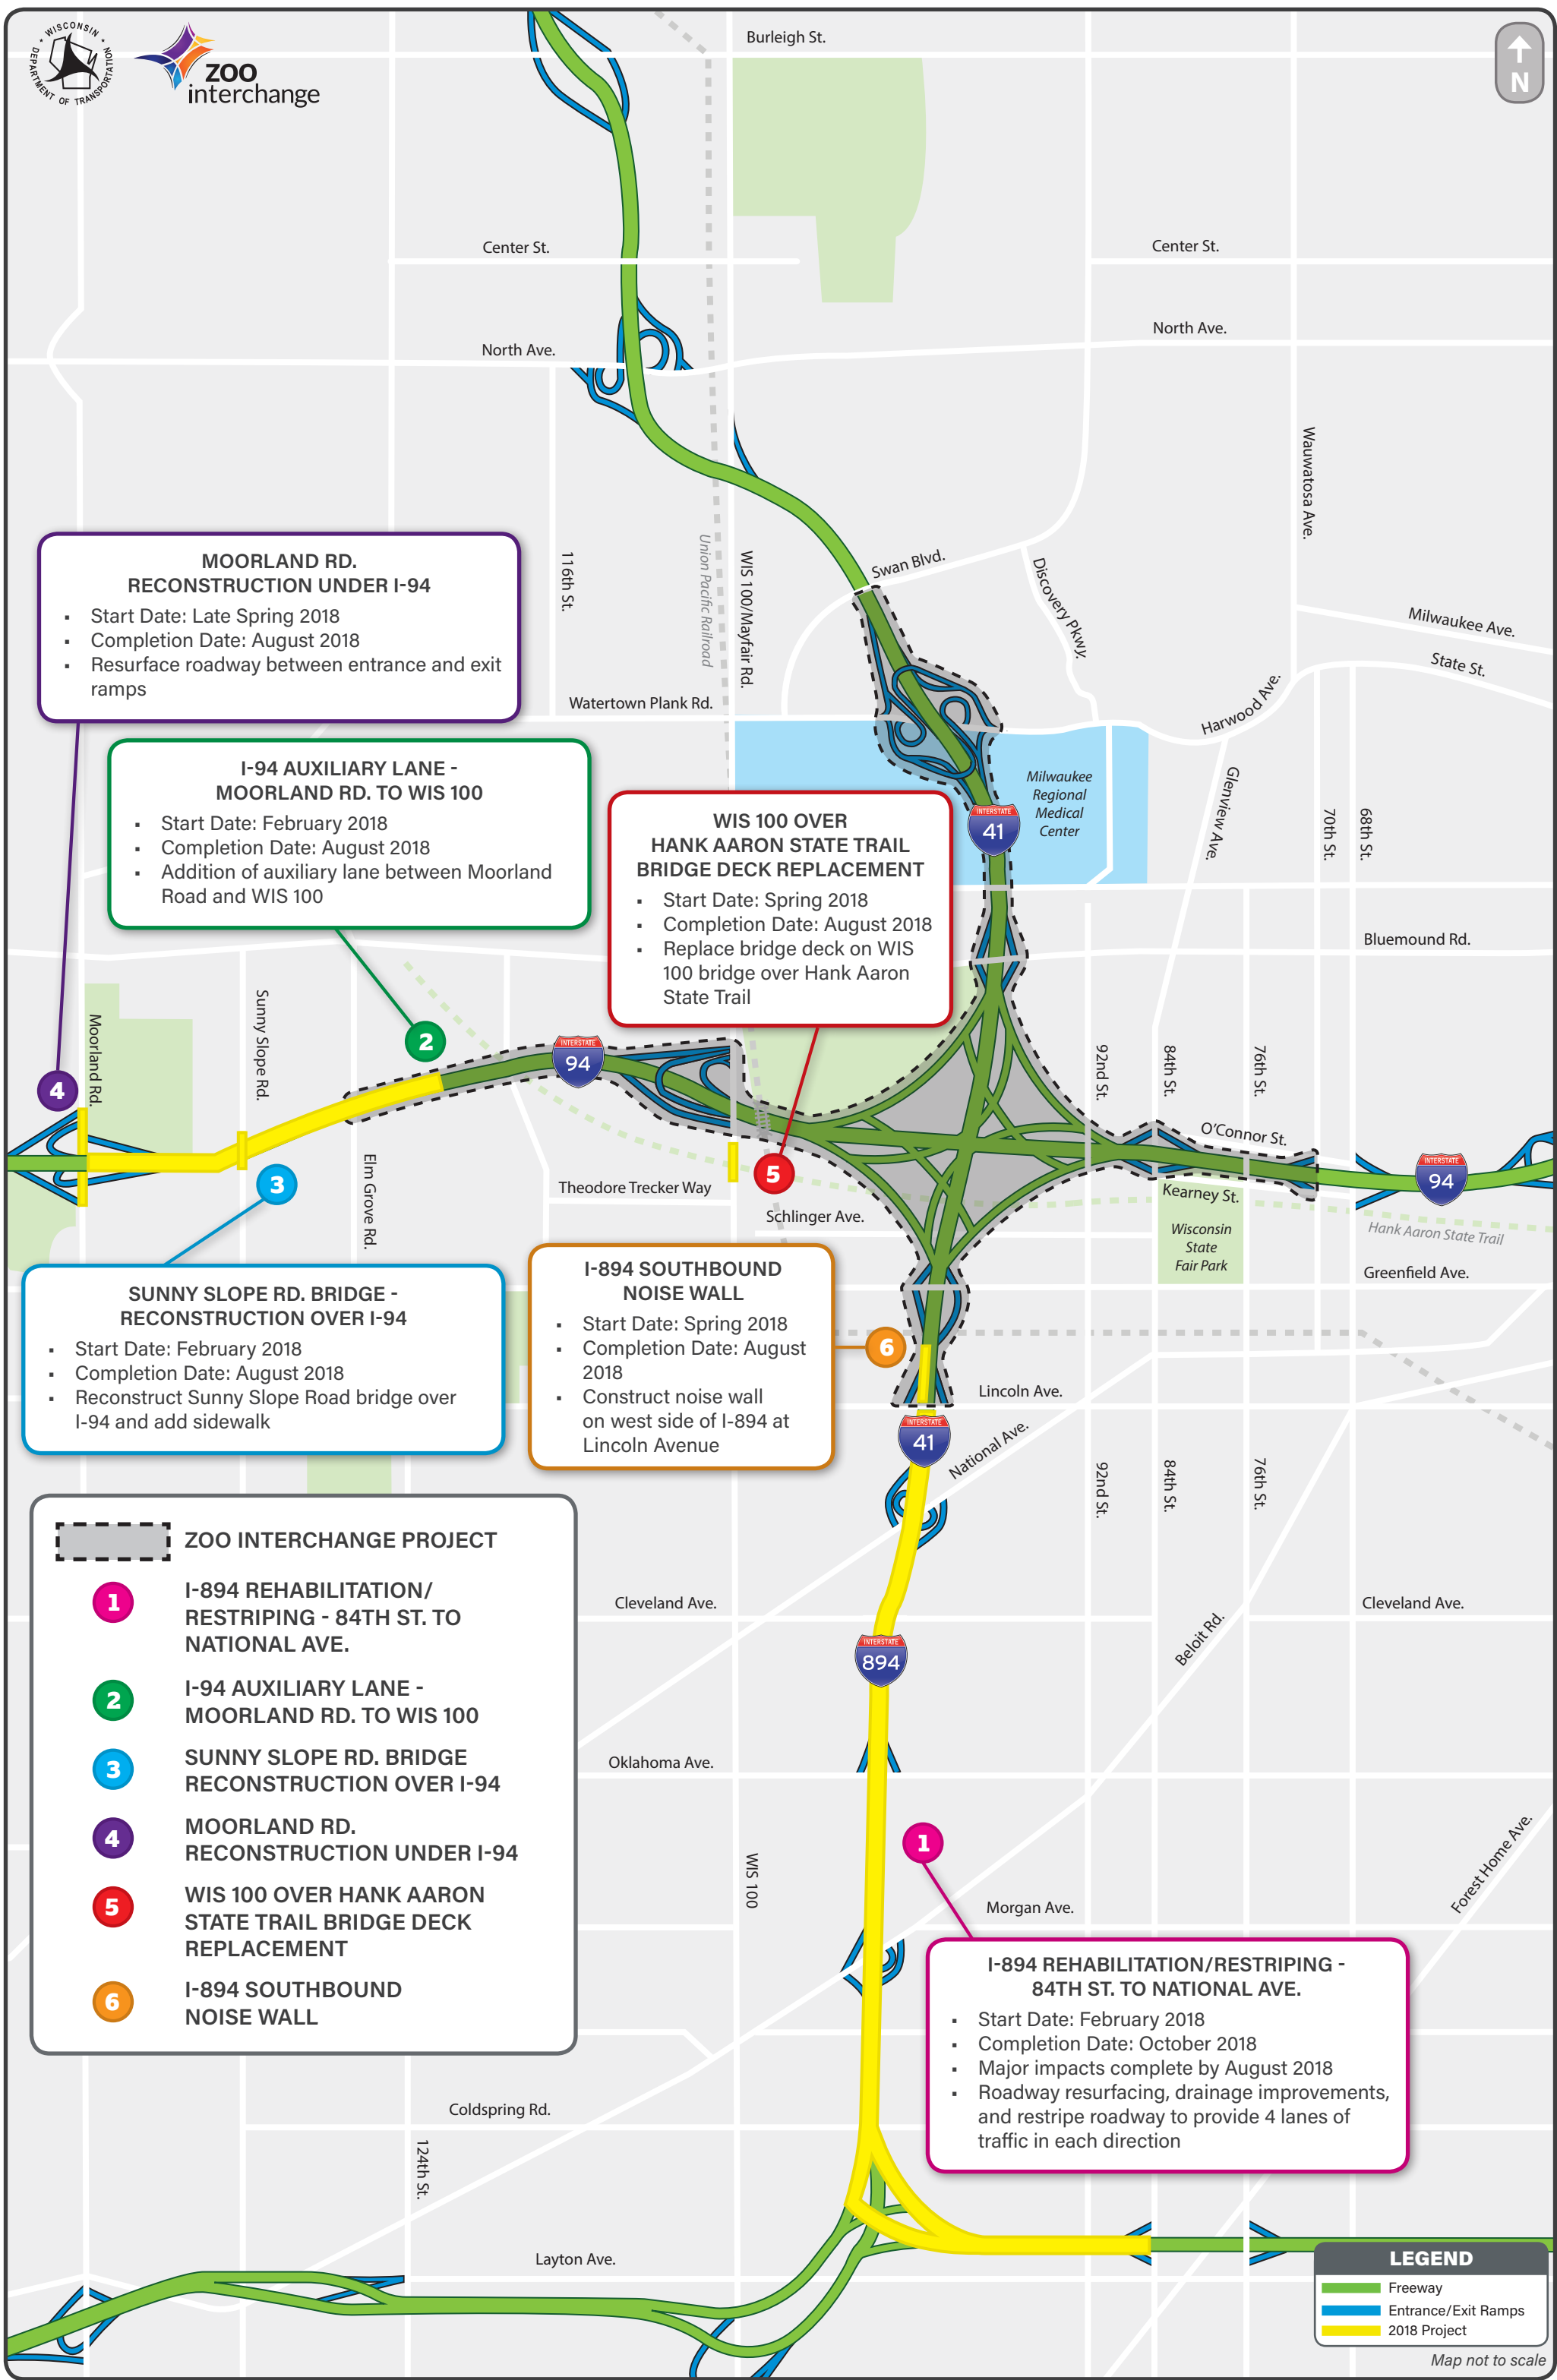 WISCONSIN
DEPARTMENT OF TRANSPORTATION
ZOO
interchange
N
Burleigh St.
Center St.
Center St.
North Ave.
North Ave.
Wauwatosa Ave.
116th St.
Union Pacific Railroad
WIS 100/Mayfair Rd.
Swan Blvd.
Discovery Pkwy.
Milwaukee Ave.
State St.
Harwood Ave.
Watertown Plank Rd.
Glenview Ave.
70th St.
68th St.
MOORLAND RD.
RECONSTRUCTION UNDER I-94
▪ Start Date: Late Spring 2018
▪ Completion Date: August 2018
▪ Resurface roadway between entrance and exit
ramps
I-94 AUXILIARY LANE -
MOORLAND RD. TO WIS 100
▪ Start Date: February 2018
▪ Completion Date: August 2018
▪ Addition of auxiliary lane between Moorland
Road and WIS 100
WIS 100 OVER
HANK AARON STATE TRAIL
BRIDGE DECK REPLACEMENT
▪ Start Date: Spring 2018
▪ Completion Date: August 2018
▪ Replace bridge deck on WIS
100 bridge over Hank Aaron
State Trail
Milwaukee
Regional
Medical
Center
INTERSTATE
41
Bluemound Rd.
Moorland Rd.
Sunny Slope Rd.
2
4
INTERSTATE
94
92nd St.
84th St.
76th St.
O'Connor St.
INTERSTATE
94
3
Elm Grove Rd.
5
Theodore Trecker Way
Schlinger Ave.
Kearney St.
Wisconsin
State
Fair Park
Hank Aaron State Trail
Greenfield Ave.
SUNNY SLOPE RD. BRIDGE -
RECONSTRUCTION OVER I-94
▪ Start Date: February 2018
▪ Completion Date: August 2018
▪ Reconstruct Sunny Slope Road bridge over
I-94 and add sidewalk
I-894 SOUTHBOUND
NOISE WALL
▪ Start Date: Spring 2018
▪ Completion Date: August
2018
▪ Construct noise wall
on west side of I-894 at
Lincoln Avenue
6
Lincoln Ave.
INTERSTATE
41
National Ave.
92nd St.
84th St.
76th St.
ZOO INTERCHANGE PROJECT
1
I-894 REHABILITATION/
RESTRIPING - 84TH ST. TO
NATIONAL AVE.
2
I-94 AUXILIARY LANE -
MOORLAND RD. TO WIS 100
3
SUNNY SLOPE RD. BRIDGE
RECONSTRUCTION OVER I-94
4
MOORLAND RD.
RECONSTRUCTION UNDER I-94
5
WIS 100 OVER HANK AARON
STATE TRAIL BRIDGE DECK
REPLACEMENT
6
I-894 SOUTHBOUND
NOISE WALL
Cleveland Ave.
Cleveland Ave.
Beloit Rd.
INTERSTATE
894
Oklahoma Ave.
1
WIS 100
Morgan Ave.
Forest Home Ave.
I-894 REHABILITATION/RESTRIPING -
84TH ST. TO NATIONAL AVE.
▪ Start Date: February 2018
▪ Completion Date: October 2018
▪ Major impacts complete by August 2018
▪ Roadway resurfacing, drainage improvements,
and restripe roadway to provide 4 lanes of
traffic in each direction
Coldspring Rd.
124th St.
Layton Ave.
LEGEND
Freeway
Entrance/Exit Ramps
2018 Project
Map not to scale